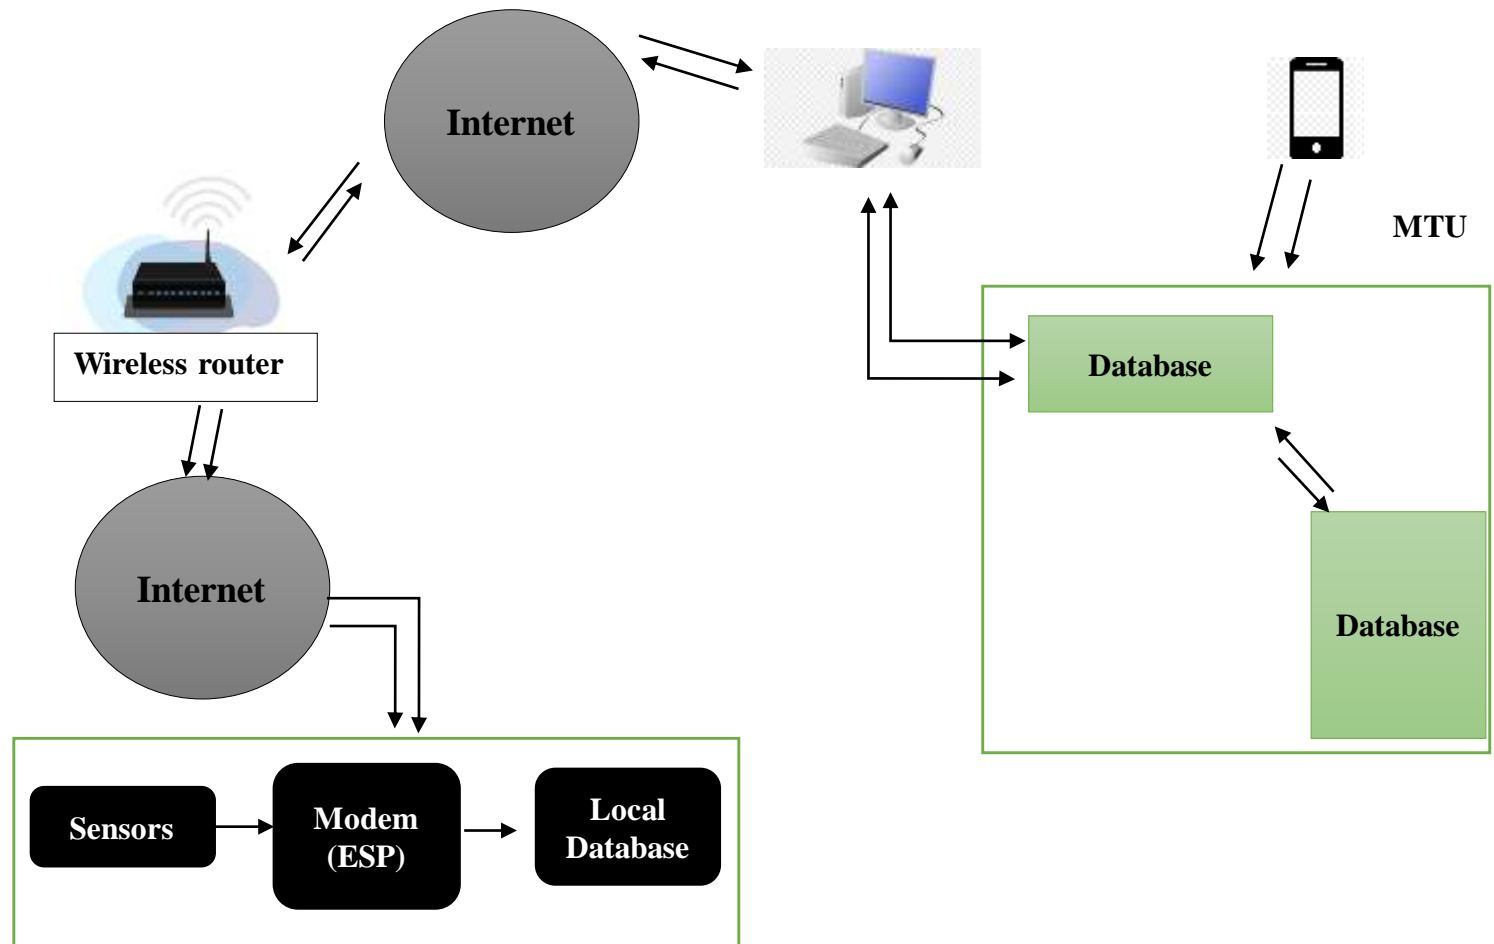 Internet
MTU
Wireless router
Database
Internet
Database
Sensors
Modem
(ESP)
Local
Database